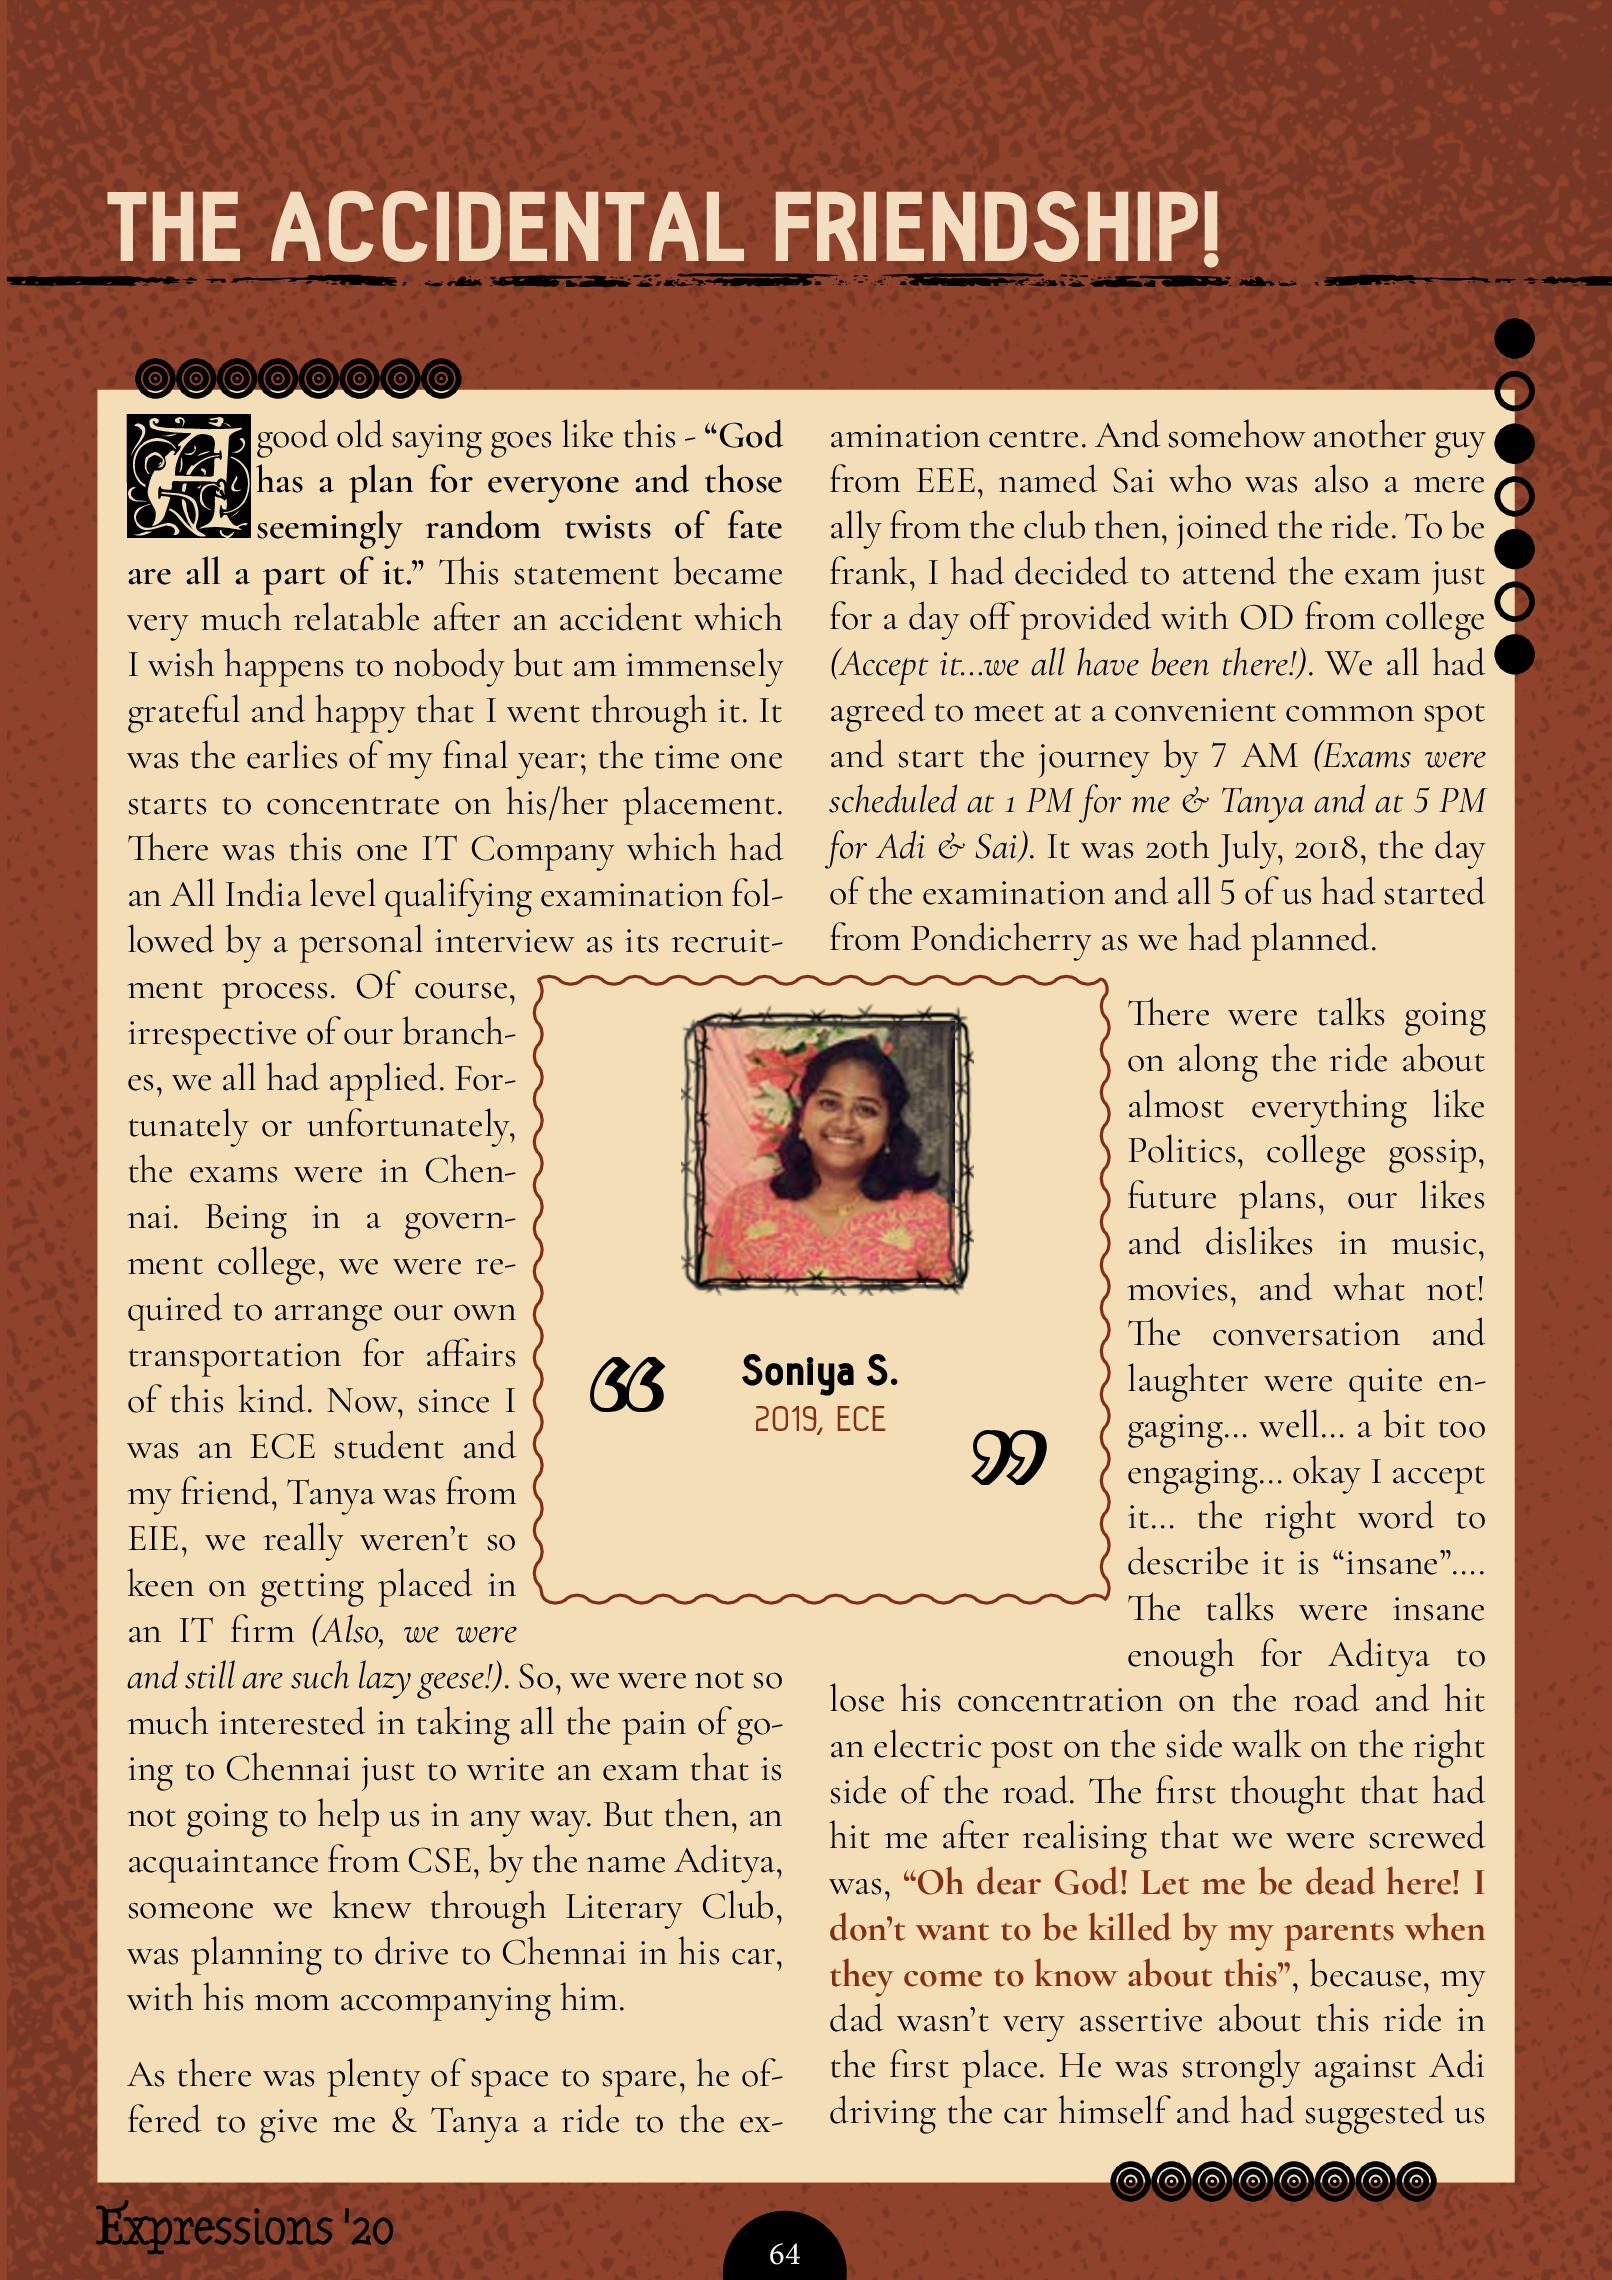 THE ACCIDENTAL FRIENDSHIP!
A good old saying goes like this - “God
has a plan for everyone and those
seemingly random twists of fate
are all a part of it.” This statement became
very much relatable after an accident which
I wish happens to nobody but am immensely
grateful and happy that I went through it. It
was the earlies of my final year; the time one
starts to concentrate on his/her placement.
There was this one IT Company which had
an All India level qualifying examination fol-
lowed by a personal interview as its recruit-
ment process. Of course,
irrespective of our branch-
es, we all had applied. For-
tunately or unfortunately,
the exams were in Chen-
nai. Being in a govern-
ment college, we were re-
quired to arrange our own
transportation for affairs
of this kind. Now, since I
was an ECE student and
my friend, Tanya was from
EIE, we really weren’t so
keen on getting placed in
an IT firm (Also, we were
and still are such lazy geese!). So, we were not so
much interested in taking all the pain of go-
ing to Chennai just to write an exam that is
not going to help us in any way. But then, an
acquaintance from CSE, by the name Aditya,
someone we knew through Literary Club,
was planning to drive to Chennai in his car,
with his mom accompanying him.
As there was plenty of space to spare, he of-
fered to give me & Tanya a ride to the ex-
amination centre. And somehow another guy
from EEE, named Sai who was also a mere
ally from the club then, joined the ride. To be
frank, I had decided to attend the exam just
for a day off provided with OD from college
(Accept it...we all have been there!). We all had
agreed to meet at a convenient common spot
and start the journey by 7 AM (Exams were
scheduled at 1 PM for me & Tanya and at 5 PM
for Adi & Sai). It was 20th July, 2018, the day
of the examination and all 5 of us had started
from Pondicherry as we had planned.
There were talks going
on along the ride about
almost everything like
Politics, college gossip,
future plans, our likes
and dislikes in music,
movies, and what not!
The conversation and
laughter were quite en-
gaging... well... a bit too
engaging... okay I accept
it... the right word to
describe it is “insane”....
The talks were insane
enough for Aditya to
lose his concentration on the road and hit
an electric post on the side walk on the right
side of the road. The first thought that had
hit me after realising that we were screwed
was, “Oh dear God! Let me be dead here! I
don’t want to be killed by my parents when
they come to know about this”, because, my
dad wasn’t very assertive about this ride in
the first place. He was strongly against Adi
driving the car himself and had suggested us
“
Soniya S.
2019, ECE
”
Expressions '20
64